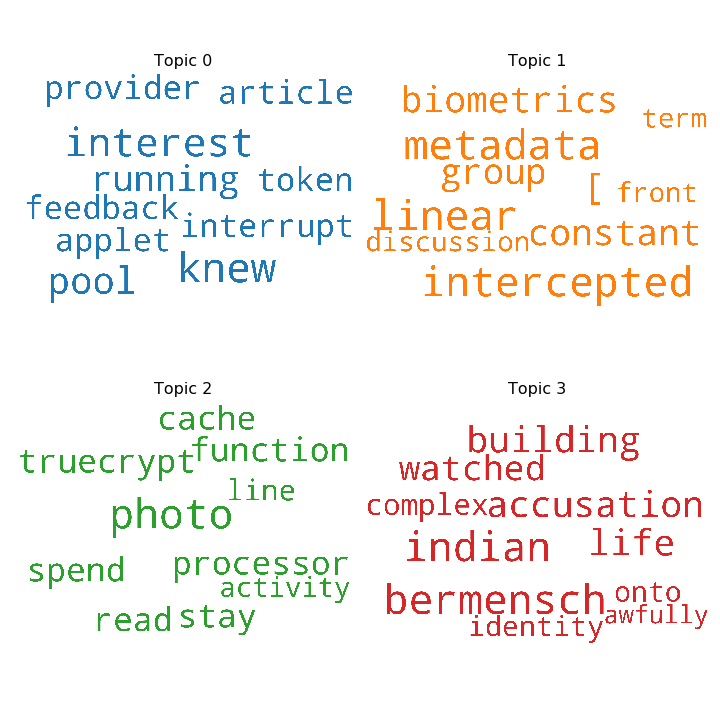 Topic 0
provider article
interest
running token
feedback
interrupt
applet
knew
pool
Topic 1
biometrics
term
metadata
group
[ front
linear
constant
discussion
intercepted
Topic 2
cache
function
truecrypt
line
photo
processor
spend
activity
stay
read
Topic 3
building
watched
complex accusation
life
indian
onto
bermensch
awfully
identity